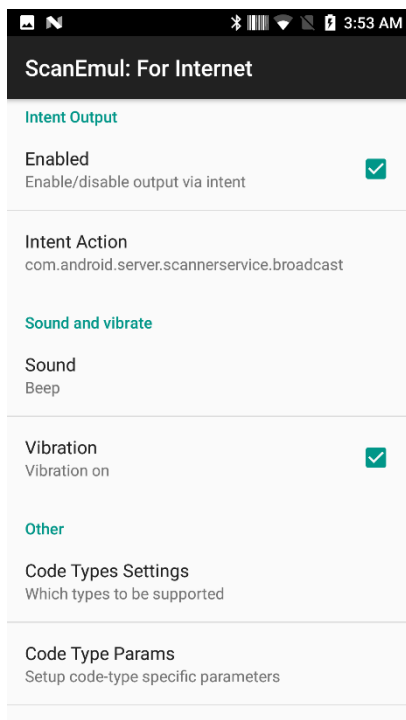 3:53 AM
ScanEmul: For Internet
Intent Output
Enabled
Enable/disable output via intent
Intent Action
com.android.server.scannerservice.broadcast
Sound and vibrate
Sound
Beep
Vibration
Vibration on
Other
Code Types Settings
Which types to be supported
Code Type Params
Setup code-type specific parameters